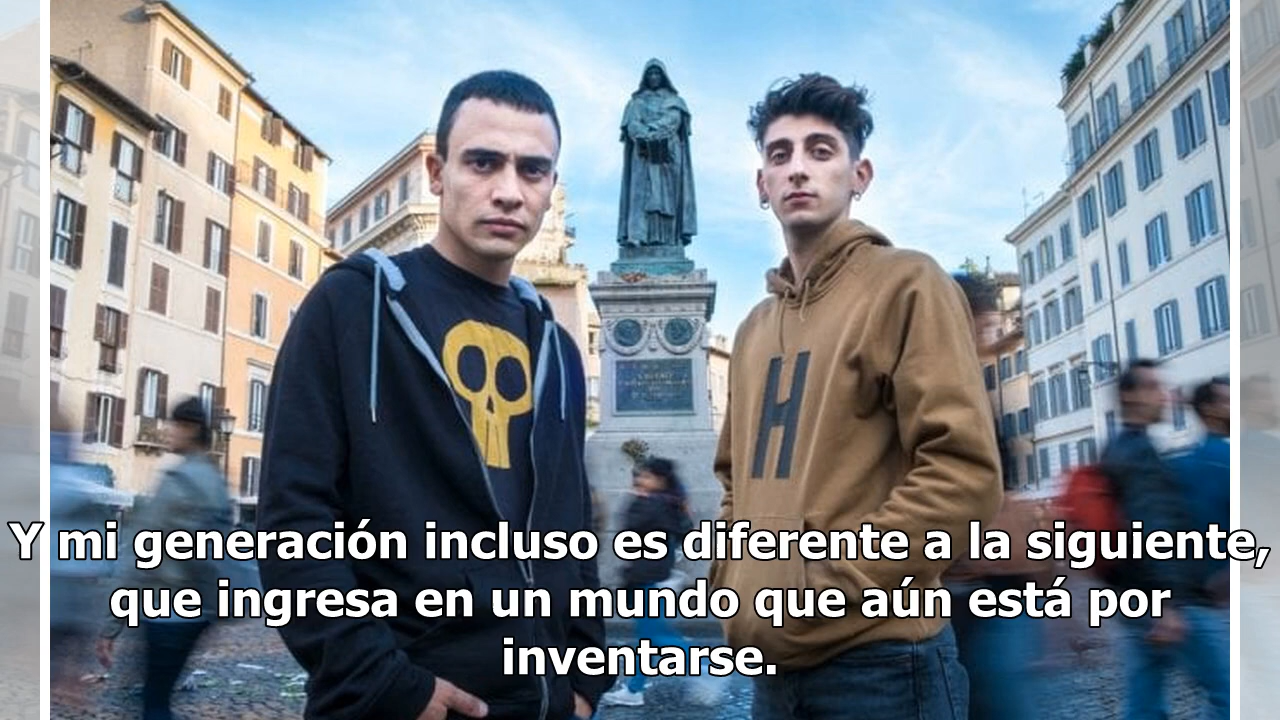 H
Y mi generación incluso es diferente a la siguiente,
que ingresa en un mundo que aún está por
inventarse.